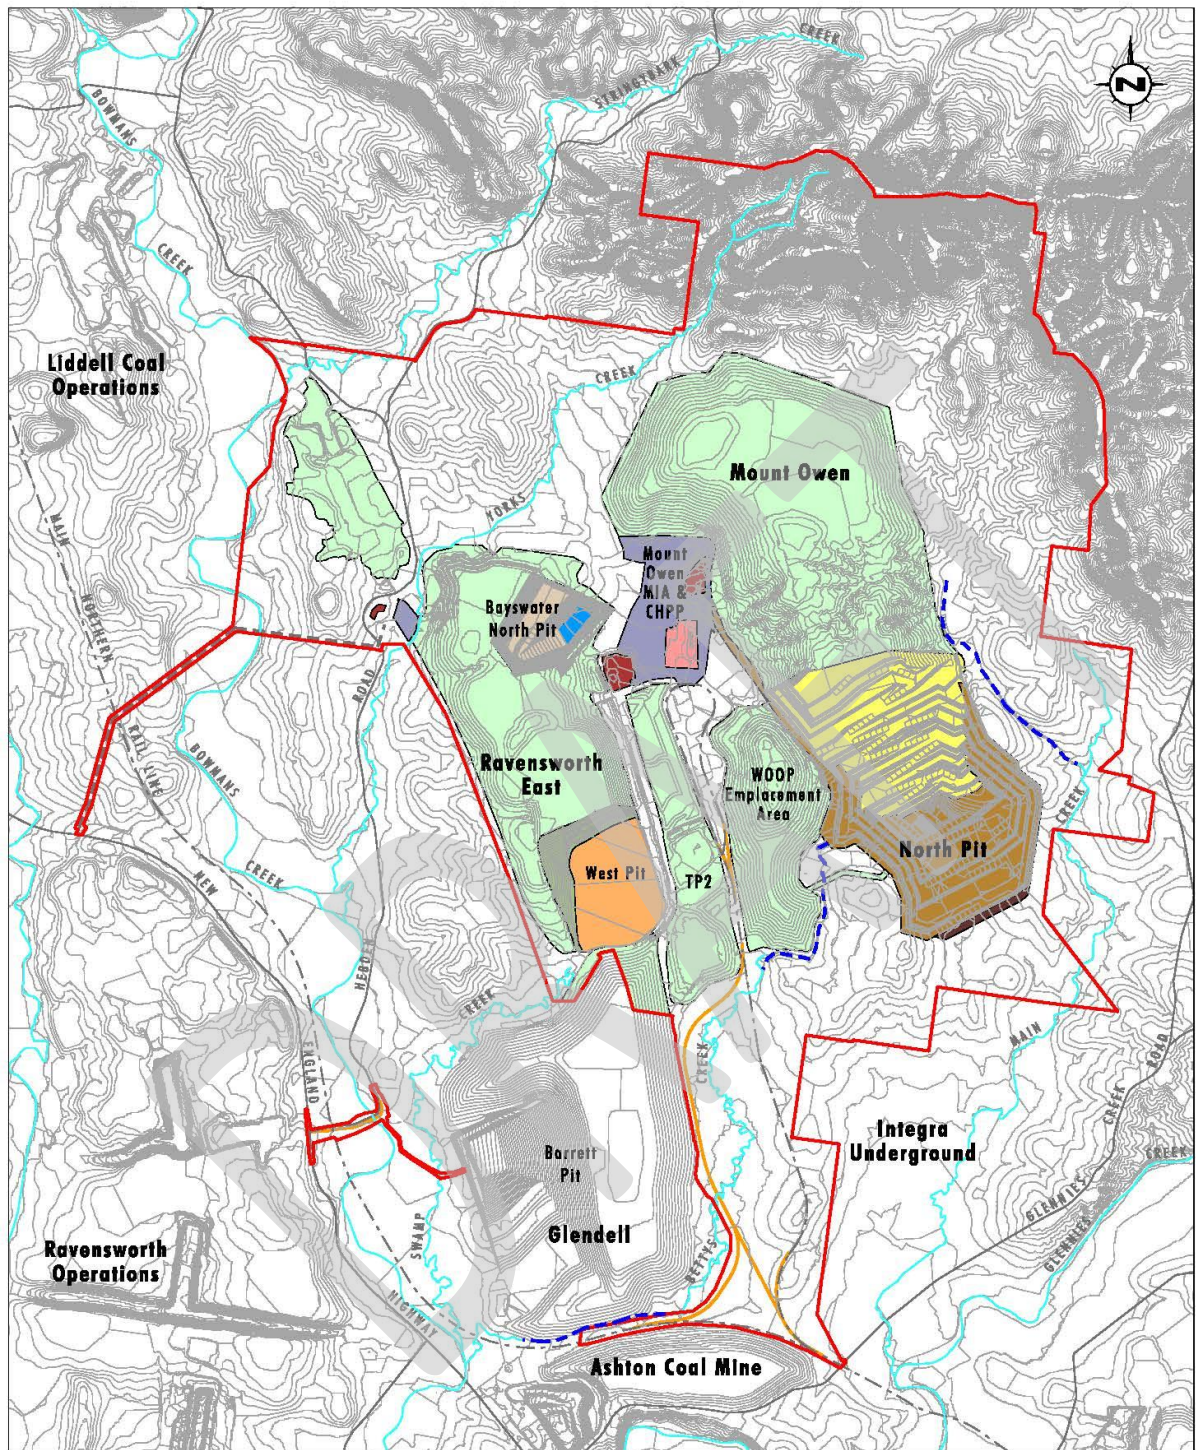 CREEK
STRINGYBARK
N
BOWMANS
CREEK
Liddell Coal
Operations
CREEK
Mount Owen
YORKS
MAIN
NORTHERN
RAIL LINE
Mount
Owen
MIA &
CHPP
Bayswater
North Pit
ROAD
BOWMANS
Ravensworth
East
WOOP
Emplacement
Area
CREEK
North Pit
CREEK
NEW
West Pit
TP2
HEBDEN
CREEK
MAIN
ENGLAND
CREEK
ROAD
CREEK
Integra
Underground
CREEK
Barrett
Pit
GLENNIES
GLENNIES
Glendell
SWAMP
BETTYS
Ravensworth
Operations
HIGHWAY
Ashton Coal Mine
DRAFT